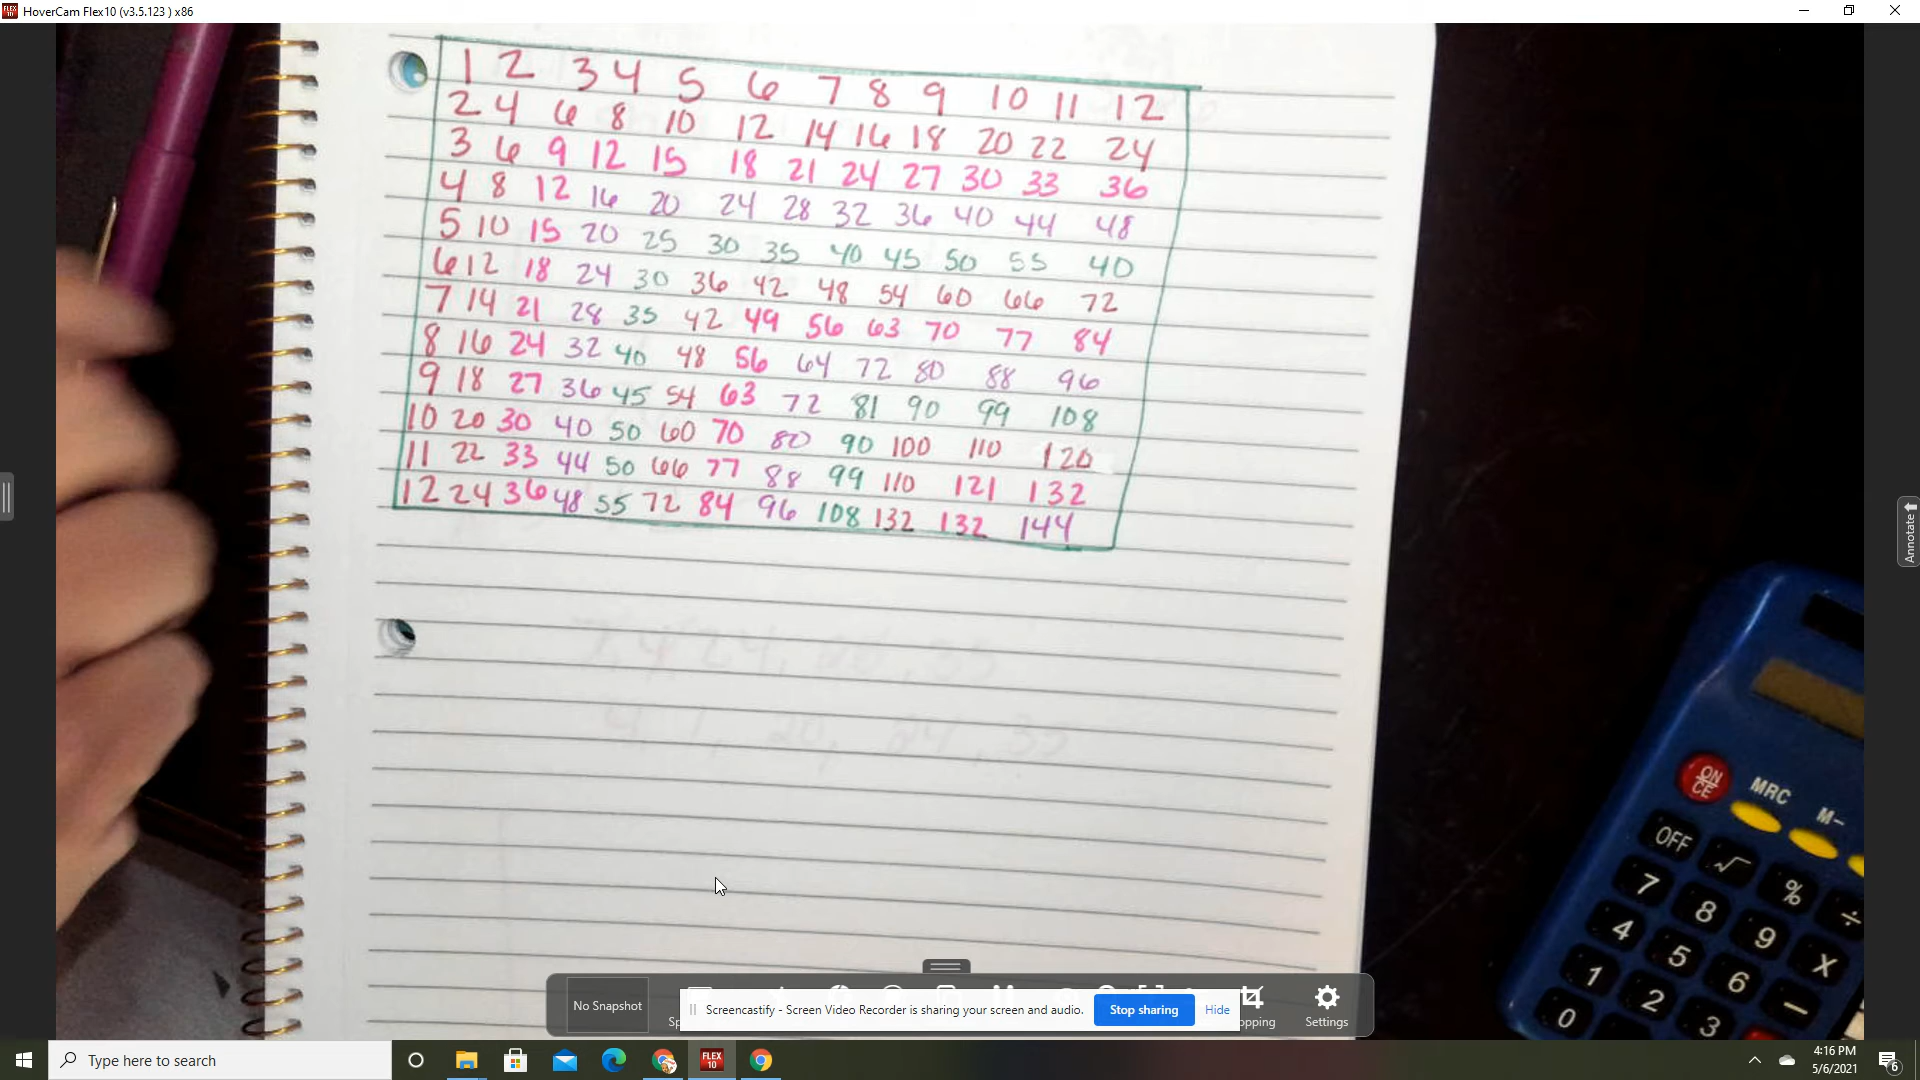 HoverCam Flex10 (v3.5.123 ) x86
1 2 3 4 5 6 7 8 9 10 11 12
2 4 6 8 10 12 14 16 18 20 22 24
3 6 9 12 15 18 21 24 27 30 33 36
4 8 12 16 20 24 28 32 36 40 44 48
5 10 15 20 25 30 35 40 45 50 55 40
6 12 18 24 30 36 42 48 54 60 66 72
7 14 21 28 35 42 49 56 63 70 77 84
8 16 24 32 40 48 56 64 72 80 88 96
9 18 27 36 45 54 63 72 81 90 99 108
10 20 30 40 50 60 70 80 90 100 110 120
11 22 33 44 50 66 77 88 99 110 121 132
12 24 36 48 55 72 84 96 108 132 132 144
Annotate
ON/CE MRC M−
OFF √ % ÷
7 8 9 X
4 5 6 −
1 2 3
0
No Snapshot
Screencastify - Screen Video Recorder is sharing your screen and audio. Stop sharing Hide
Settings
Type here to search
FLEX 10
4:16 PM
5/6/2021
6